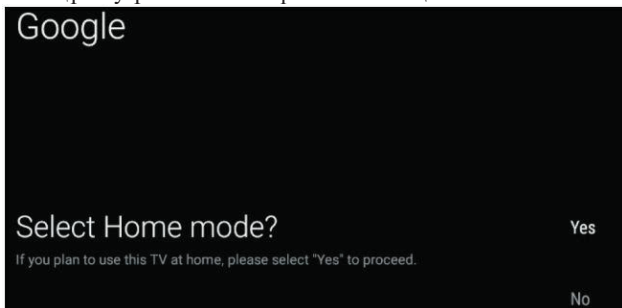 Google
Select Home mode?
Yes
If you plan to use this TV at home, please select "Yes" to proceed.
No